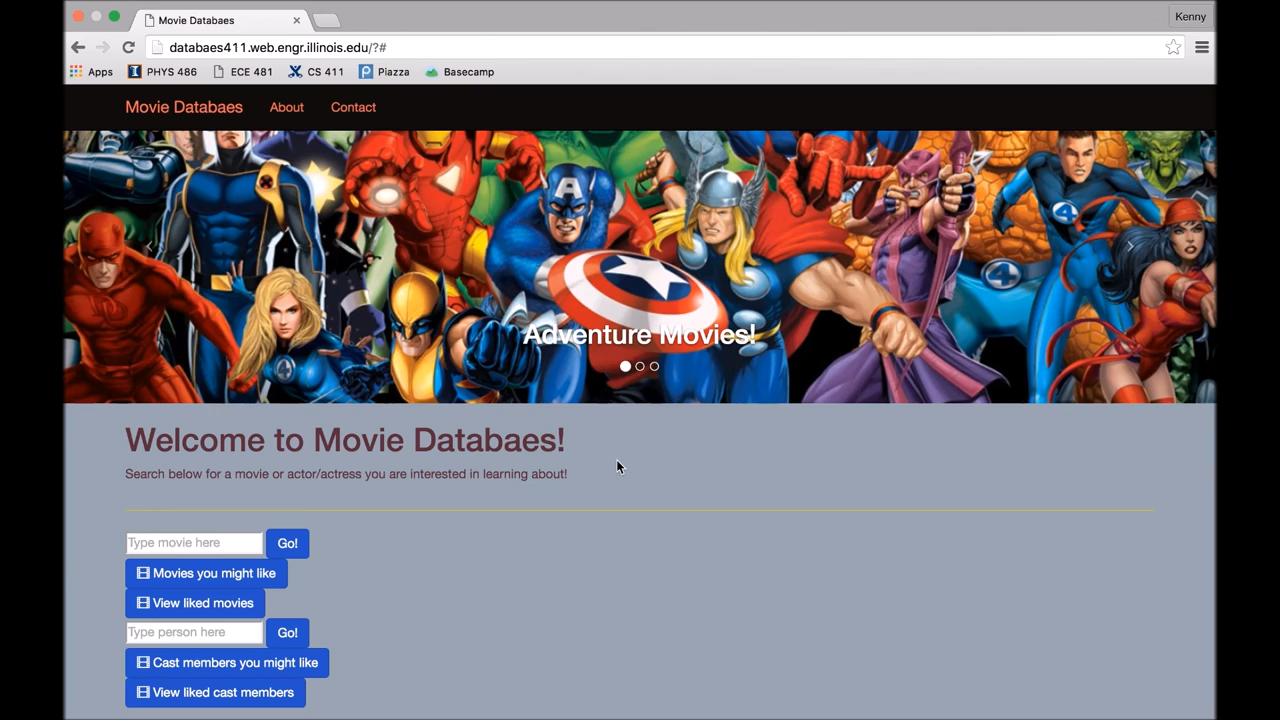 Movie Databaes
Kenny
databaes411.web.engr.illinois.edu/?#
Apps PHYS 486 ECE 481 CS 411 Piazza Basecamp
Movie Databaes About Contact
A
4
4
4
Adventure Movies!
Welcome to Movie Databaes!
Search below for a movie or actor/actress you are interested in learning about!
Type movie here Go!
Movies you might like
View liked movies
Type person here Go!
Cast members you might like
View liked cast members